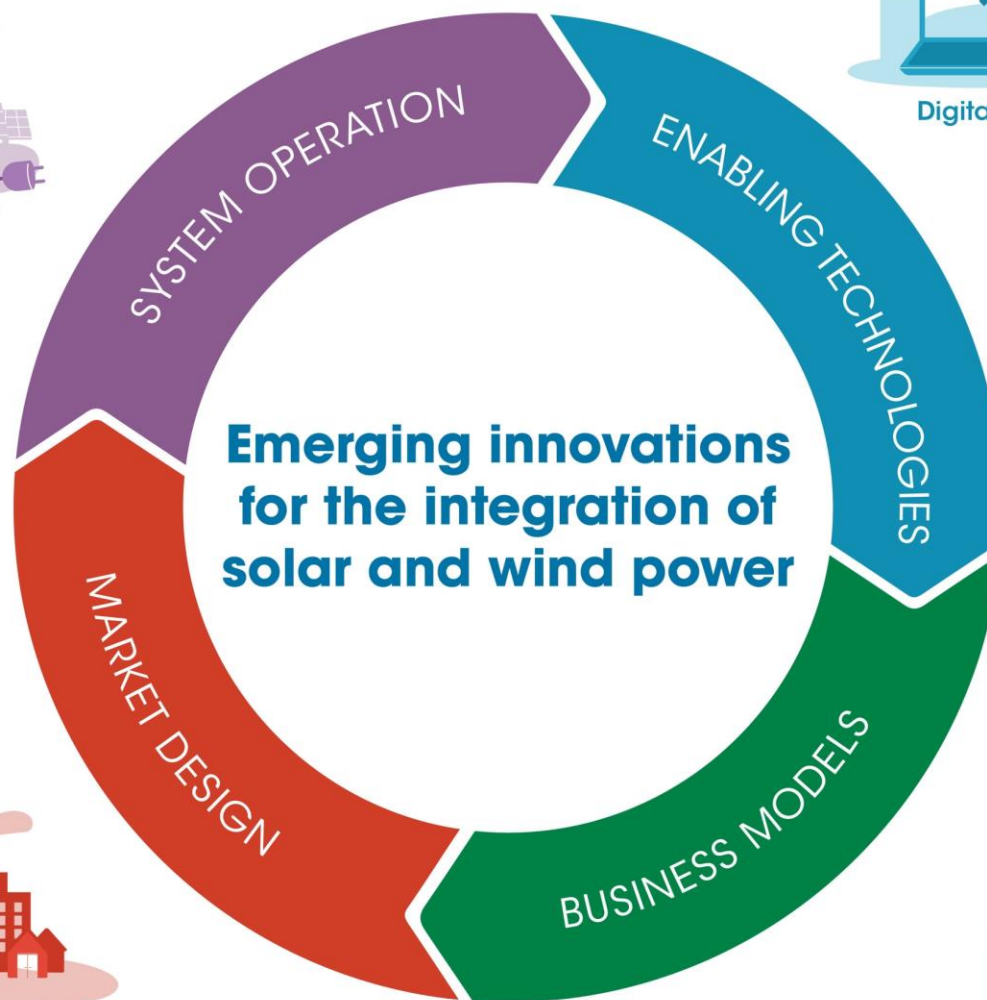 SYSTEM OPERATION
ENABLING TECHNOLOGIES
Emerging innovations
for the integration of
solar and wind power
MARKET DESIGN
BUSINESS MODELS